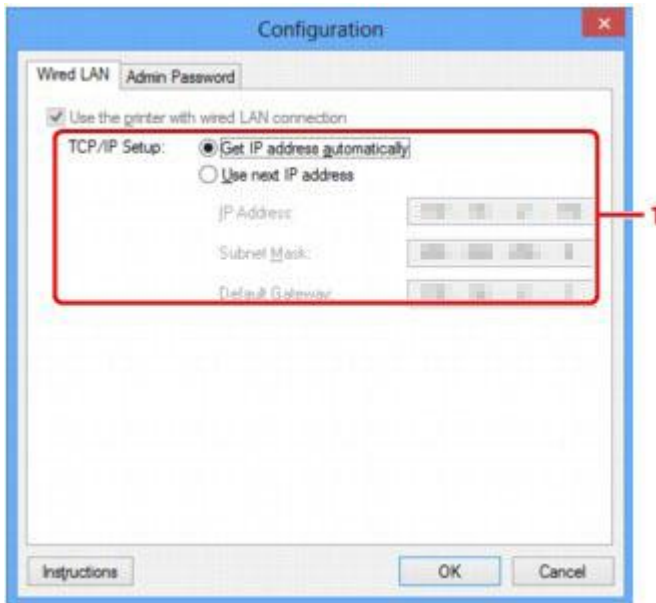 Configuration
Wired LAN
Admin Password
Use the printer with wired LAN connection
TCP/IP Setup:
Get IP address automatically
Use next IP address
IP Address:
Subnet Mask:
Default Gateway:
1
Instructions
OK
Cancel